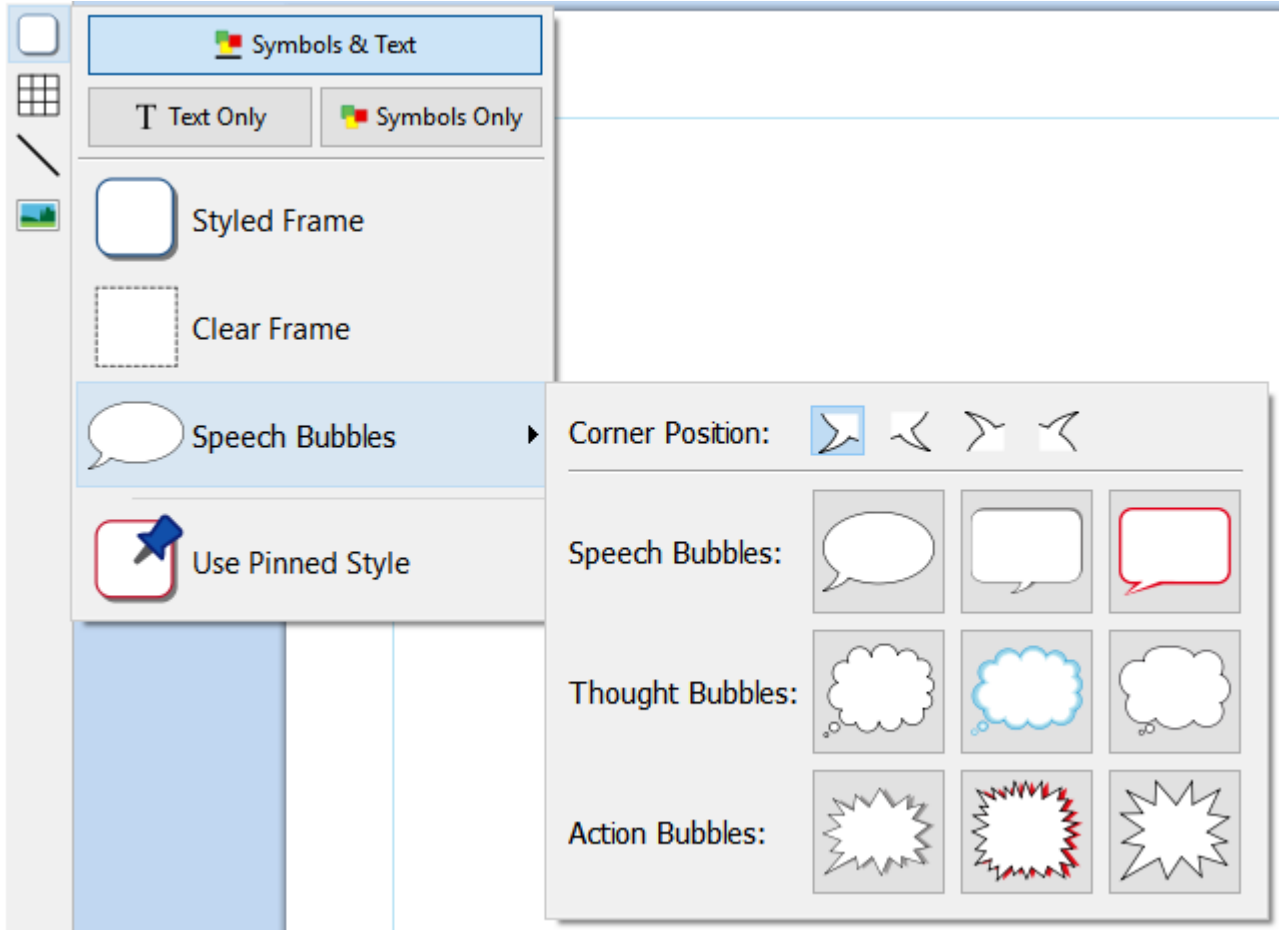 Symbols & Text
T Text Only
Symbols Only
Styled Frame
Clear Frame
Speech Bubbles
Use Pinned Style
Corner Position:
Speech Bubbles:
Thought Bubbles:
Action Bubbles: